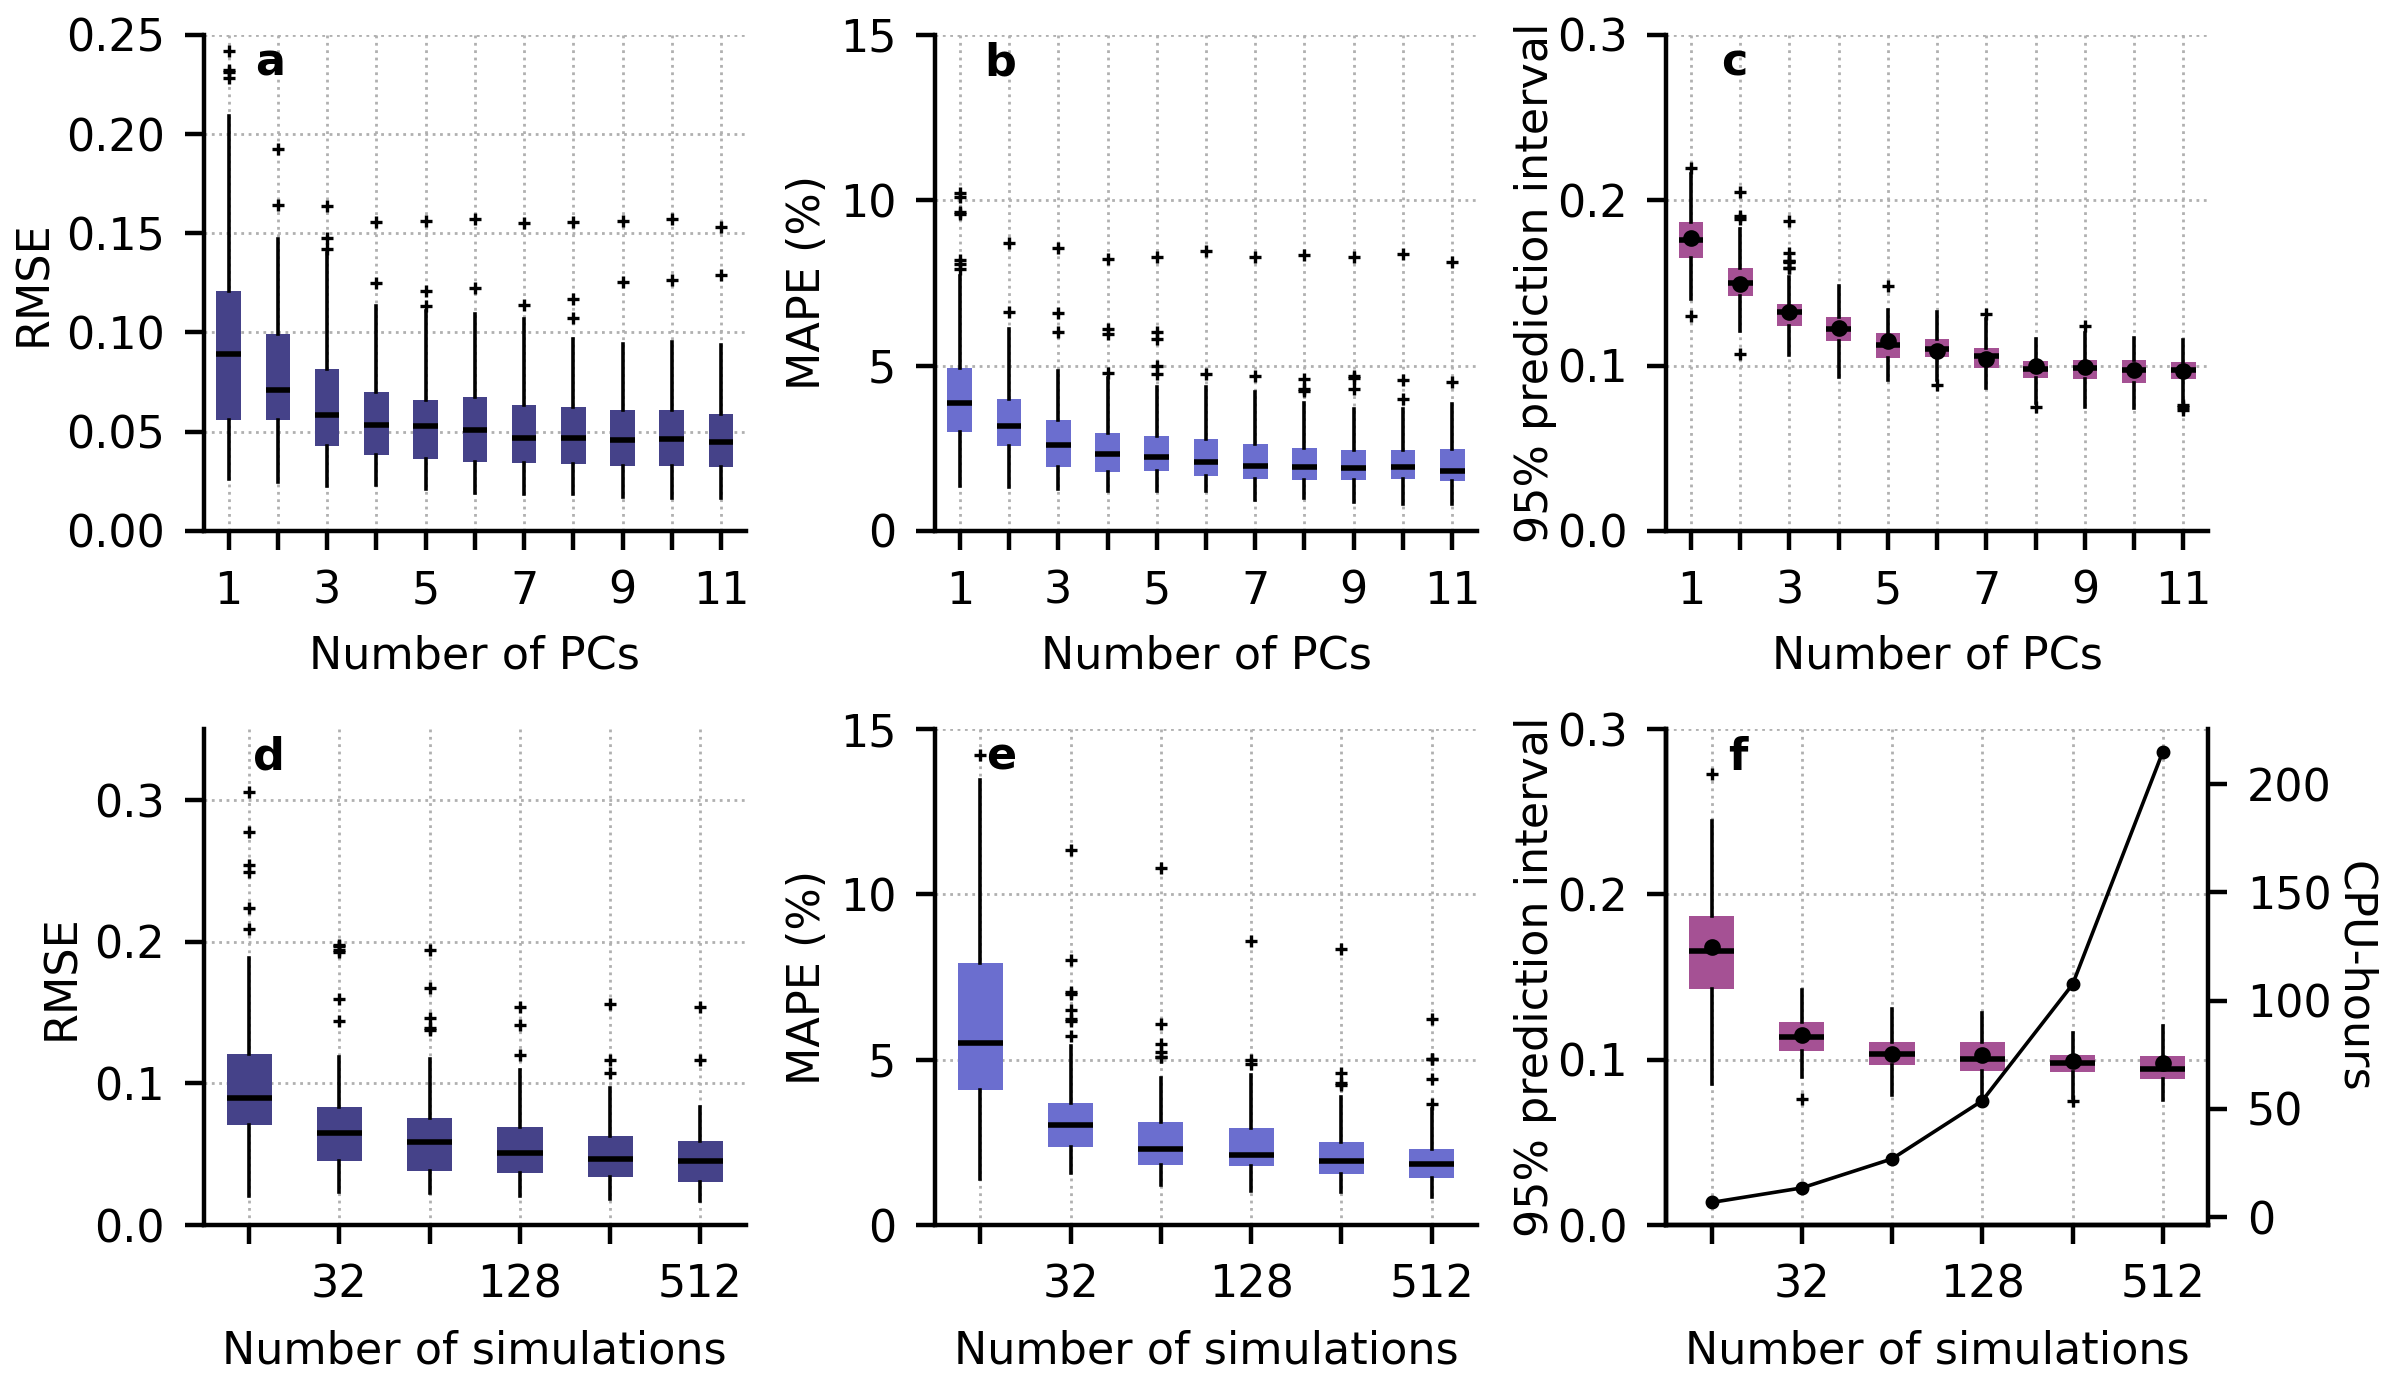 a
RMSE
0.25
0.20
0.15
0.10
0.05
0.00
1 3 5 7 9 11
Number of PCs
b
MAPE (%)
15
10
5
0
1 3 5 7 9 11
Number of PCs
c
95% prediction interval
0.3
0.2
0.1
0.0
1 3 5 7 9 11
Number of PCs
d
RMSE
0.3
0.2
0.1
0.0
32 128 512
Number of simulations
e
MAPE (%)
15
10
5
0
32 128 512
Number of simulations
f
95% prediction interval
0.3
0.2
0.1
0.0
32 128 512
Number of simulations
200
150
100
50
0
CPU-hours